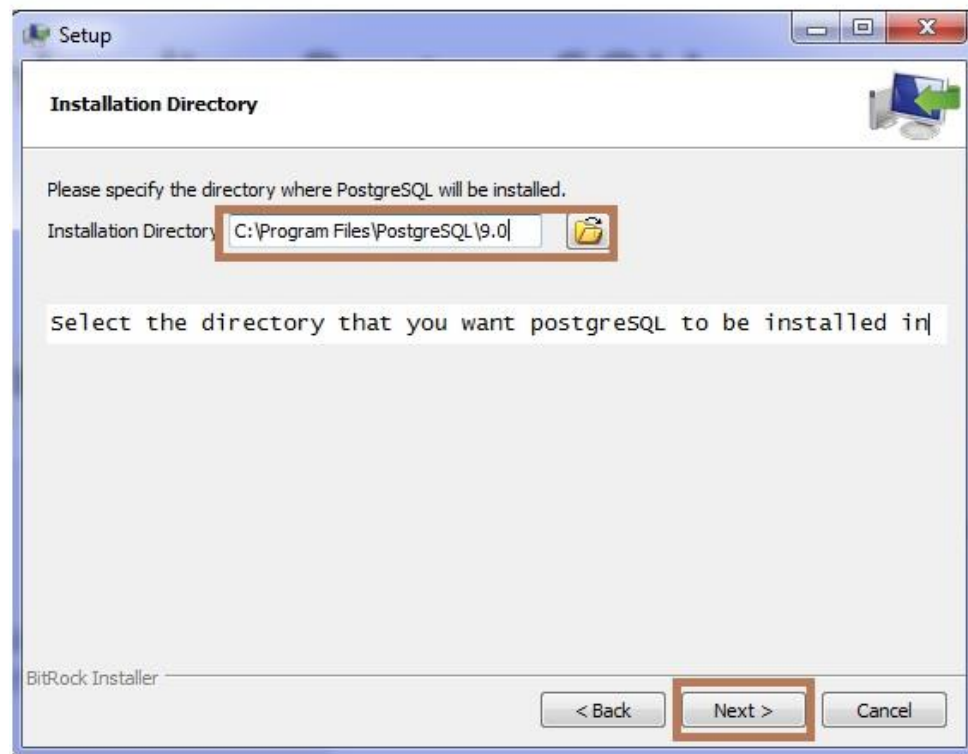 Setup
Installation Directory
Please specify the directory where PostgreSQL will be installed.
Installation Directory C:\Program Files\PostgreSQL\9.0
Select the directory that you want postgreSQL to be installed in
BitRock Installer
< Back Next > Cancel